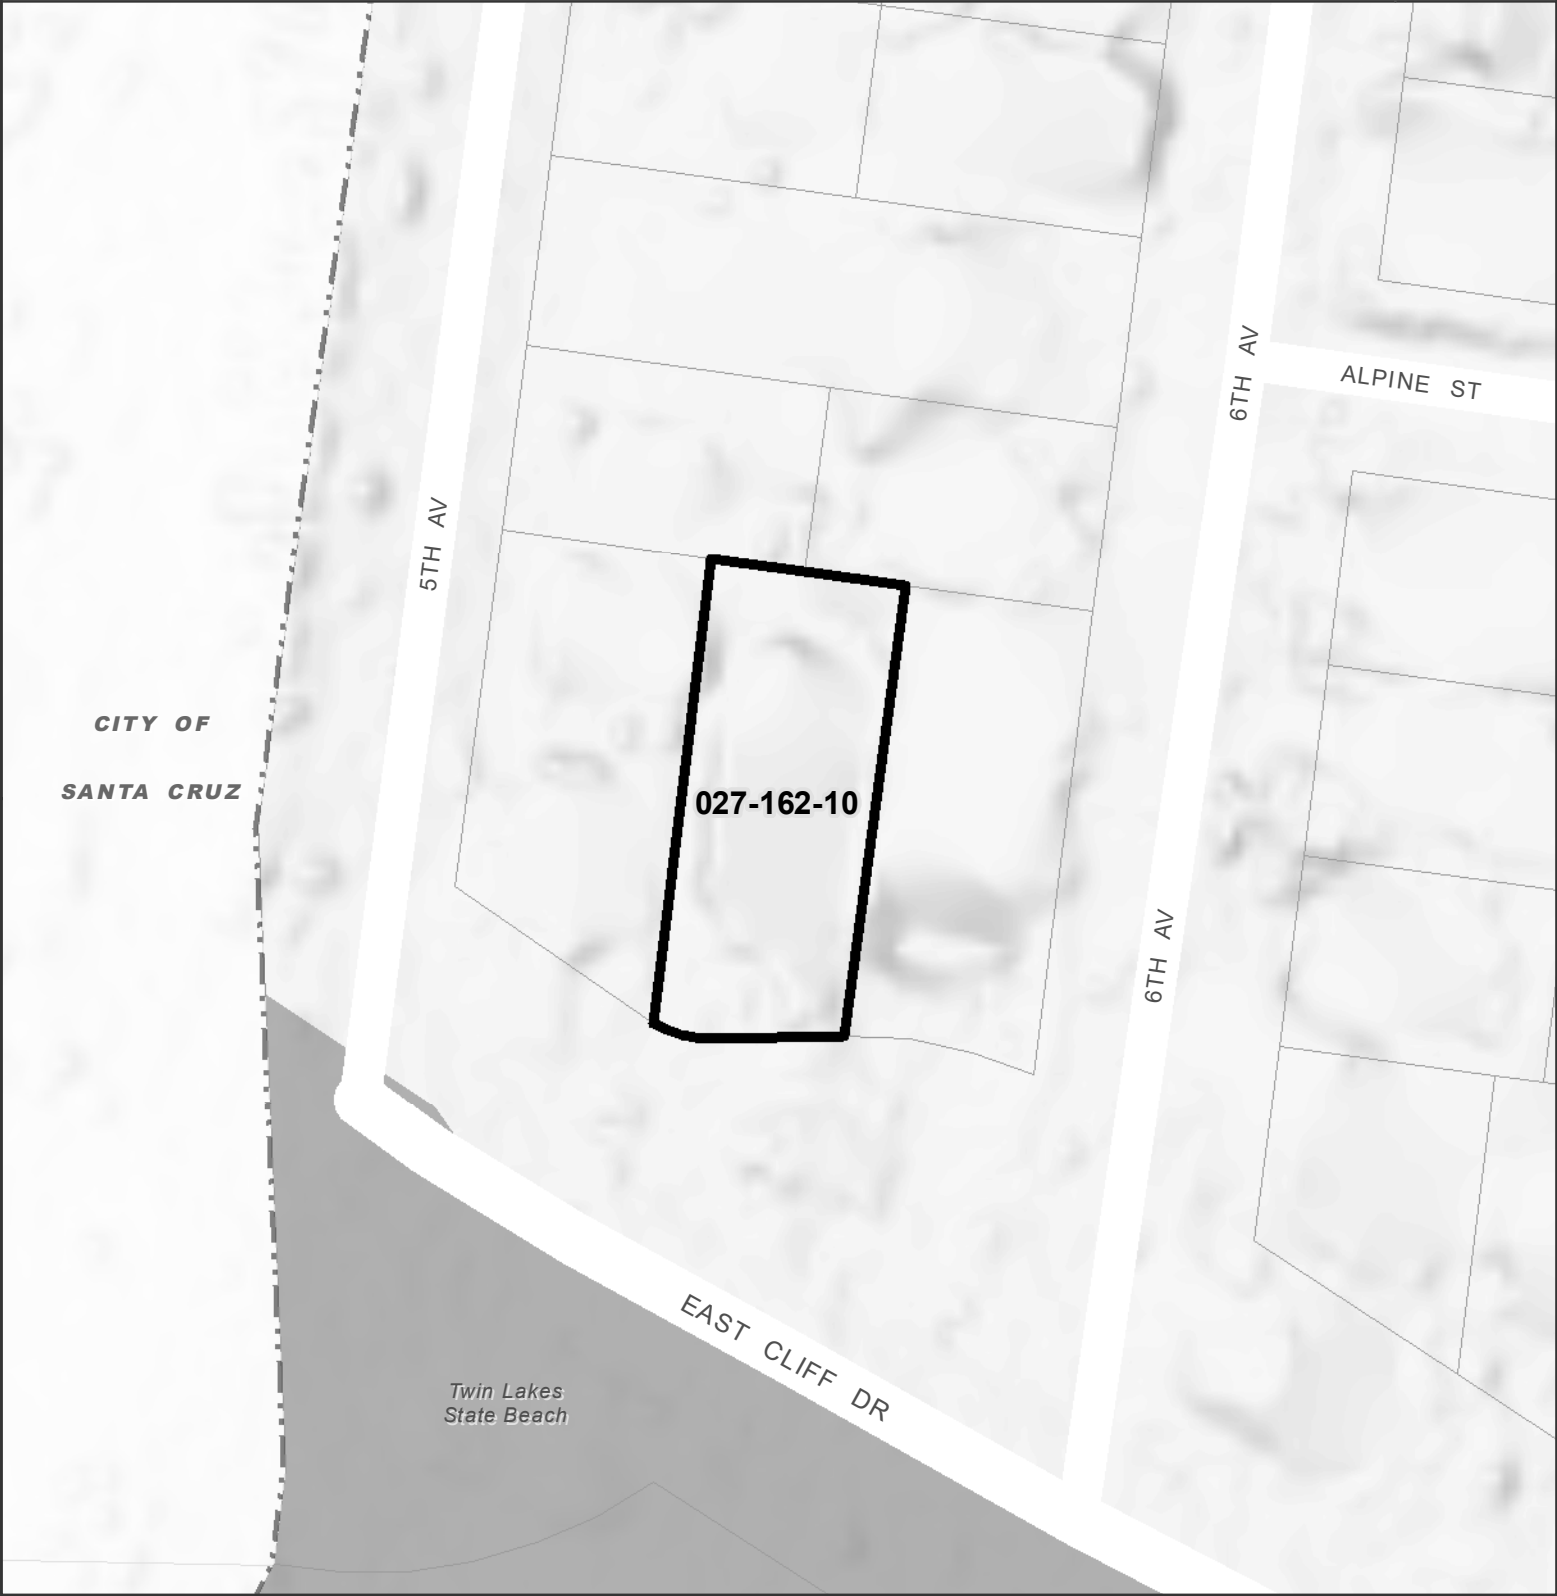 6TH AV
ALPINE ST
5TH AV
CITY OF
SANTA CRUZ
027-162-10
6TH AV
EAST CLIFF DR
Twin Lakes
State Beach